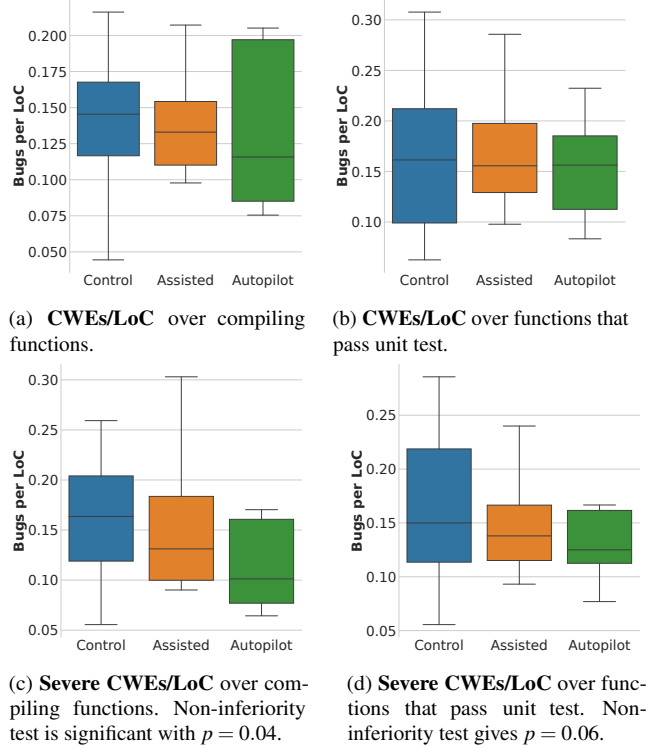 0.200
0.175
0.150
0.125
0.100
0.075
0.050
Bugs per LoC
Control Assisted Autopilot
(a) CWEs/LoC over compiling
functions.
0.30
0.25
0.20
0.15
0.10
Bugs per LoC
Control Assisted Autopilot
(b) CWEs/LoC over functions that
pass unit test.
0.30
0.25
0.20
0.15
0.10
0.05
Bugs per LoC
Control Assisted Autopilot
(c) Severe CWEs/LoC over com-
piling functions. Non-inferiority
test is significant with p = 0.04.
0.25
0.20
0.15
0.10
0.05
Bugs per LoC
Control Assisted Autopilot
(d) Severe CWEs/LoC over func-
tions that pass unit test. Non-
inferiority test gives p = 0.06.